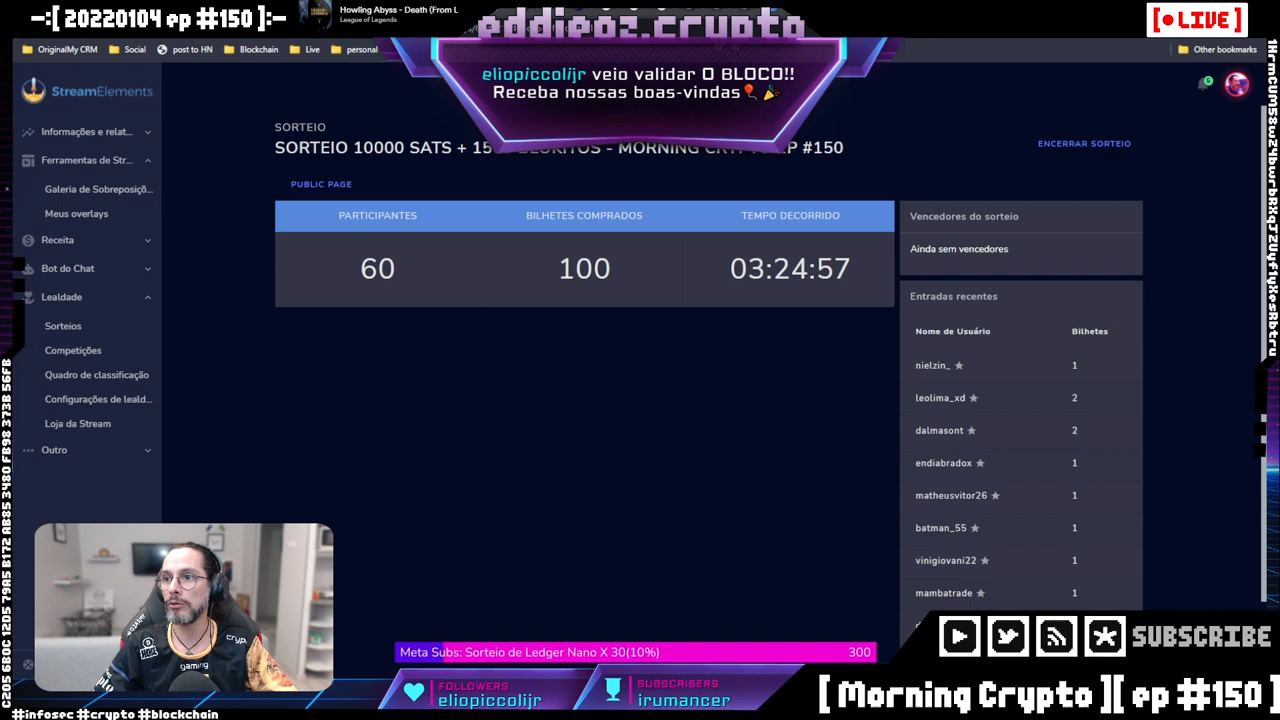 -:[ 20220104 ep #150 ]:-
Howling Abyss - Death (From L
League of Legends
eddieoz.crypto
[ LIVE ]
OriginalMy CRM
Social
post to HN
Blockchain
Live
personal
Other bookmarks
eliopiccolijr veio validar O BLOCO!!
Receba nossas boas-vindas🎈🎉
StreamElements
5
Informações e relat...
Ferramentas de Str...
Galeria de Sobreposiçõ...
Meus overlays
Receita
Bot do Chat
Lealdade
Sorteios
Competições
Quadro de classificação
Configurações de leald...
Loja da Stream
Outro
SORTEIO
SORTEIO 10000 SATS + 15
- MORNING
EP #150
ENCERRAR SORTEIO
PUBLIC PAGE
PARTICIPANTES
BILHETES COMPRADOS
TEMPO DECORRIDO
60
100
03:24:57
Vencedores do sorteio
Ainda sem vencedores
Entradas recentes
Nome de Usuário
Bilhetes
nielzin_ ★ 1
leolima_xd ★ 2
dalmasont ★ 2
endiabradox ★ 1
matheusvitor26 ★ 1
batman_55 ★ 1
vinigiovani22 ★ 1
mambatrade ★ 1
gaming
Meta Subs: Sorteio de Ledger Nano X 30(10%)
300
FOLLOWERS
eliopiccolijr
SUBSCRIBERS
irumancer
SUBSCRIBE
[ Morning Crypto ][ ep #150 ]
#infosec #crypto #blockchain